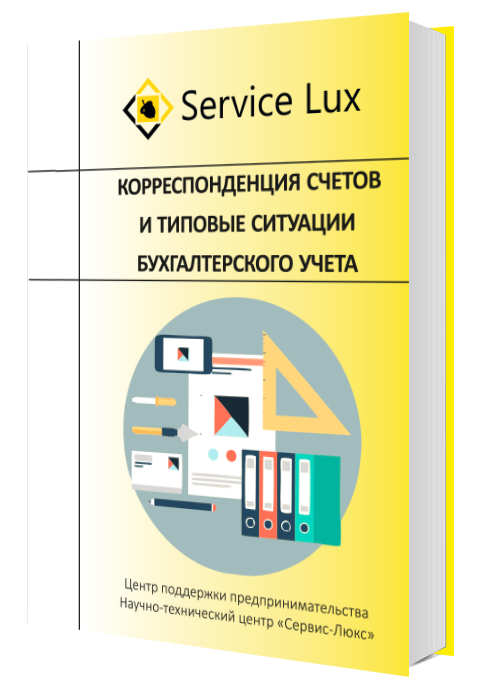 Service Lux
КОРРЕСПОНДЕНЦИЯ СЧЕТОВ
И ТИПОВЫЕ СИТУАЦИИ
БУХГАЛТЕРСКОГО УЧЕТА
Центр поддержки предпринимательства
Научно-технический центр «Сервис-Люкс»